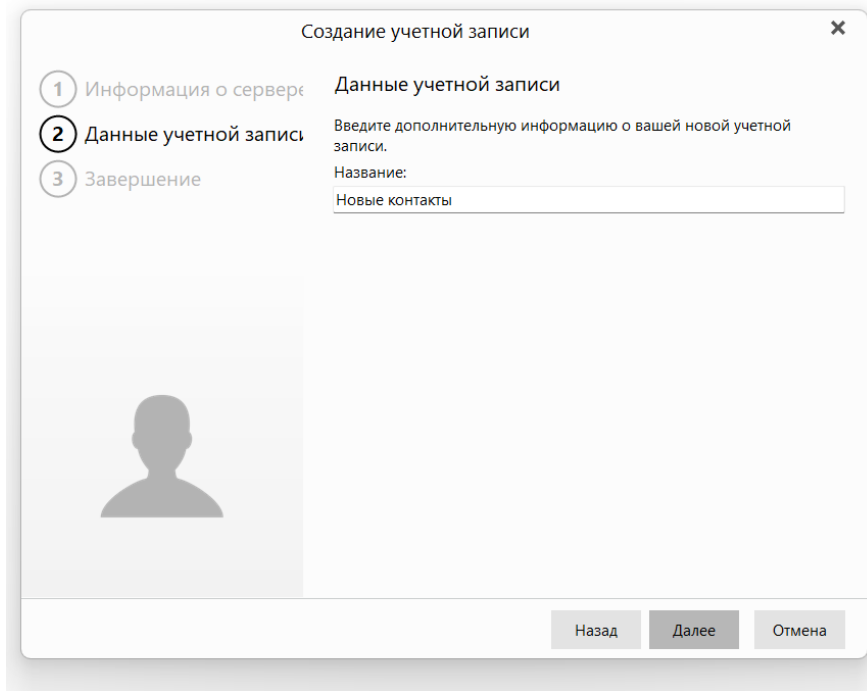 Создание учетной записи
1 Информация о сервере
2 Данные учетной записи
3 Завершение
Данные учетной записи
Введите дополнительную информацию о вашей новой учетной
записи.
Название:
Новые контакты
Назад
Далее
Отмена